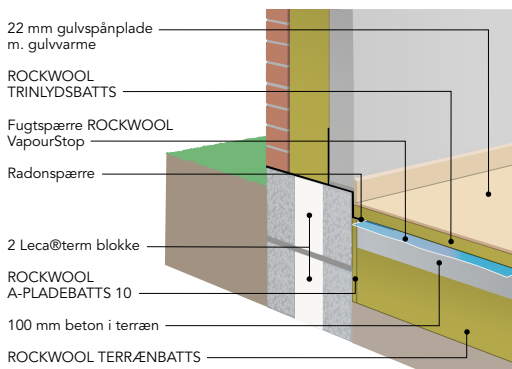 22 mm gulvspånplade
m. gulvvarme
ROCKWOOL
TRINLYDSBATTS
Fugtspærre ROCKWOOL
VapourStop
Radonspærre
2 Leca®term blokke
ROCKWOOL
A-PLADEBATTS 10
100 mm beton i terræn
ROCKWOOL TERRÆNBATTS